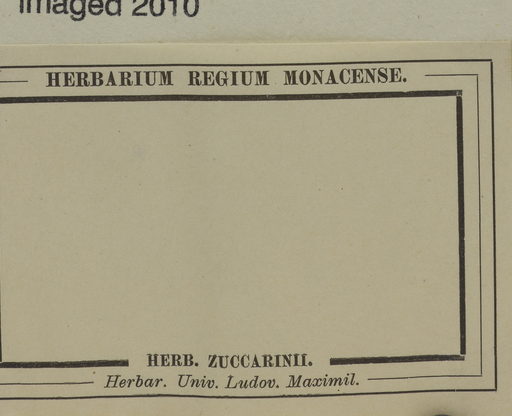 Imaged 2010
HERBARIUM REGIUM MONACENSE.
HERB. ZUCCARINII.
Herbar. Univ. Ludov. Maximil.